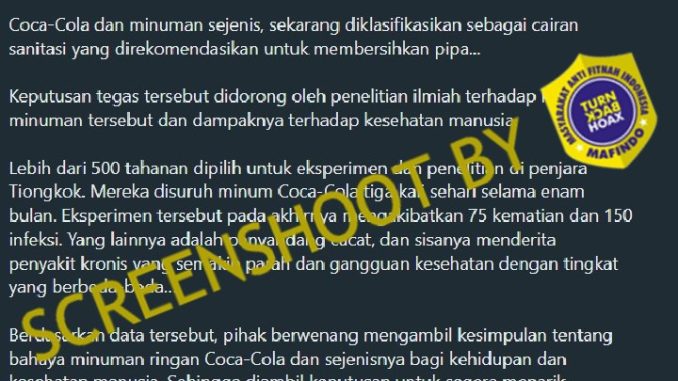 Coca-Cola dan minuman sejenis, sekarang diklasifikasikan sebagai cairan
sanitasi yang direkomendasikan untuk membersihkan pipa...
Keputusan tegas tersebut didorong oleh penelitian ilmiah terhadap
minuman tersebut dan dampaknya terhadap kesehatan manusia
Lebih dari 500 tahanan dipilih untuk eksperimen dan penelitian di penjara
Tiongkok. Mereka disuruh minum Coca-Cola tiga kali sehari selama enam
bulan. Eksperimen tersebut pada akhirnya mengakibatkan 75 kematian dan 150
infeksi. Yang lainnya adalah penyandang cacat, dan sisanya menderita
penyakit kronis yang semakin parah dan gangguan kesehatan dengan tingkat
yang berbeda-beda...
Berdasarkan data tersebut, pihak berwenang mengambil kesimpulan tentang
bahaya minuman ringan Coca-Cola dan sejenisnya bagi kehidupan dan
kesehatan manusia. Sehingga diambil keputusan untuk segera menarik
SCREENSHOOT BY
MASYARAKAT ANTI FITNAH INDONESIA
TURN
BACK
HOAX
MAFINDO